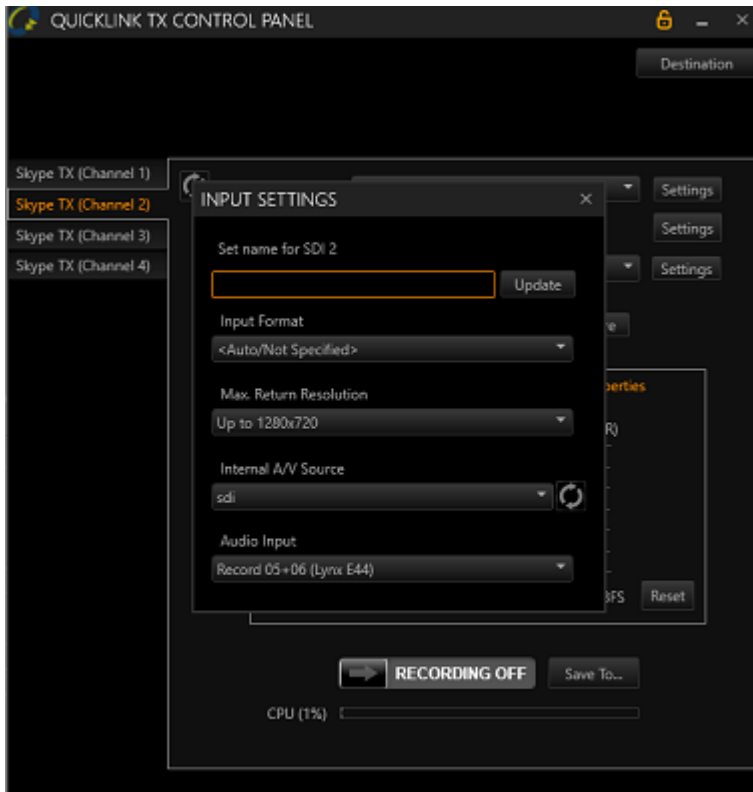 QUICKLINK TX CONTROL PANEL
Destination
Skype TX (Channel 1)
Skype TX (Channel 2)
Skype TX (Channel 3)
Skype TX (Channel 4)
Settings
Settings
Settings
INPUT SETTINGS
Set name for SDI 2
Update
Input Format
<Auto/Not Specified>
Max. Return Resolution
Up to 1280x720
Internal A/V Source
sdi
Audio Input
Record 05+06 (Lynx E44)
perties
R)
Reset
RECORDING OFF
Save To...
CPU (1%)